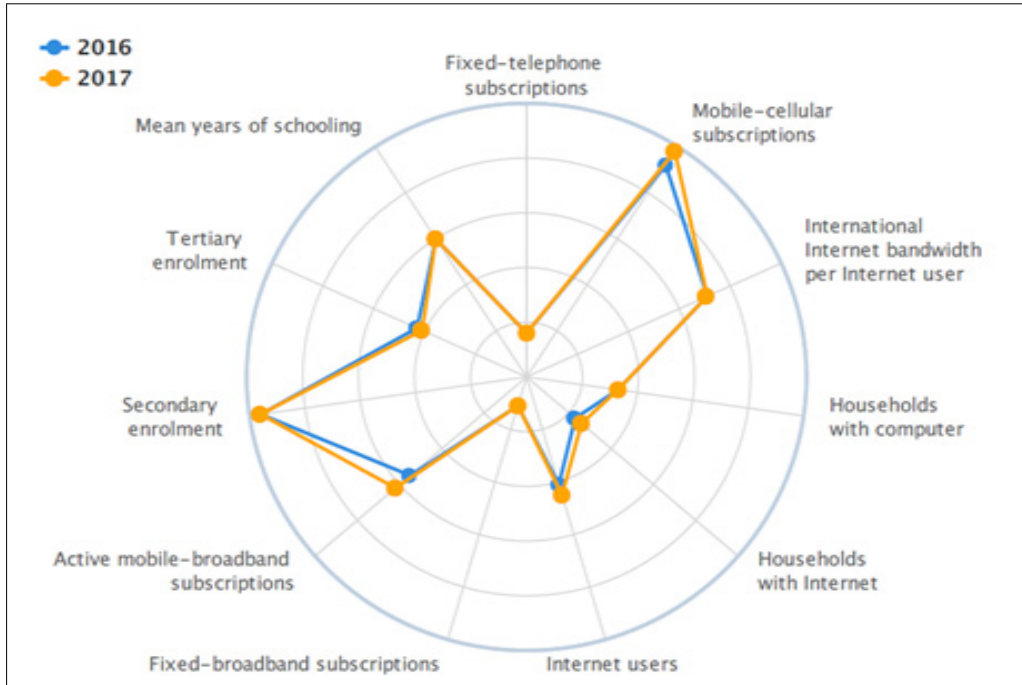 2016
2017
Fixed-telephone
subscriptions
Mobile-cellular
subscriptions
International
Internet bandwidth
per Internet user
Households
with computer
Households
with Internet
Internet users
Fixed-broadband subscriptions
Active mobile-broadband
subscriptions
Secondary
enrolment
Tertiary
enrolment
Mean years of schooling